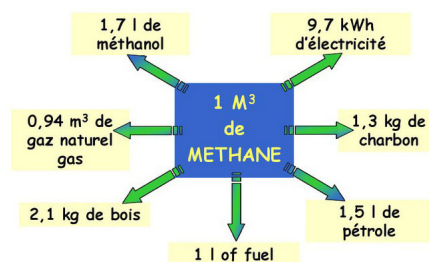 1,7 l de
méthanol
9,7 kWh
d'électricité
1 M³
de
METHANE
0,94 m³ de
gaz naturel
gas
1,3 kg de
charbon
2,1 kg de bois
1,5 l de
pétrole
1 l of fuel